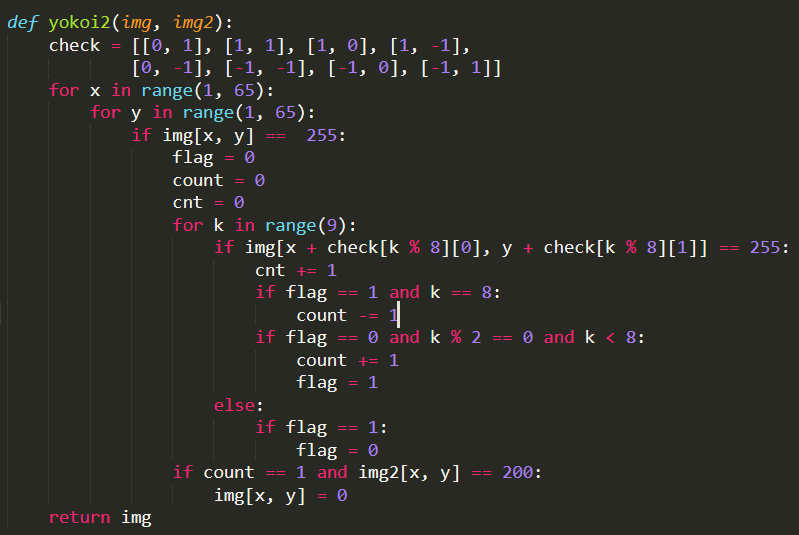 def yokoi2(img, img2):
    check = [[0, 1], [1, 1], [1, 0], [1, -1],
            [0, -1], [-1, -1], [-1, 0], [-1, 1]]
    for x in range(1, 65):
        for y in range(1, 65):
            if img[x, y] ==  255:
                flag = 0
                count = 0
                cnt = 0
                for k in range(9):
                    if img[x + check[k % 8][0], y + check[k % 8][1]] == 255:
                        cnt += 1
                        if flag == 1 and k == 8:
                            count -= 1
                        if flag == 0 and k % 2 == 0 and k < 8:
                            count += 1
                            flag = 1
                    else:
                        if flag == 1:
                            flag = 0
                if count == 1 and img2[x, y] == 200:
                    img[x, y] = 0
    return img